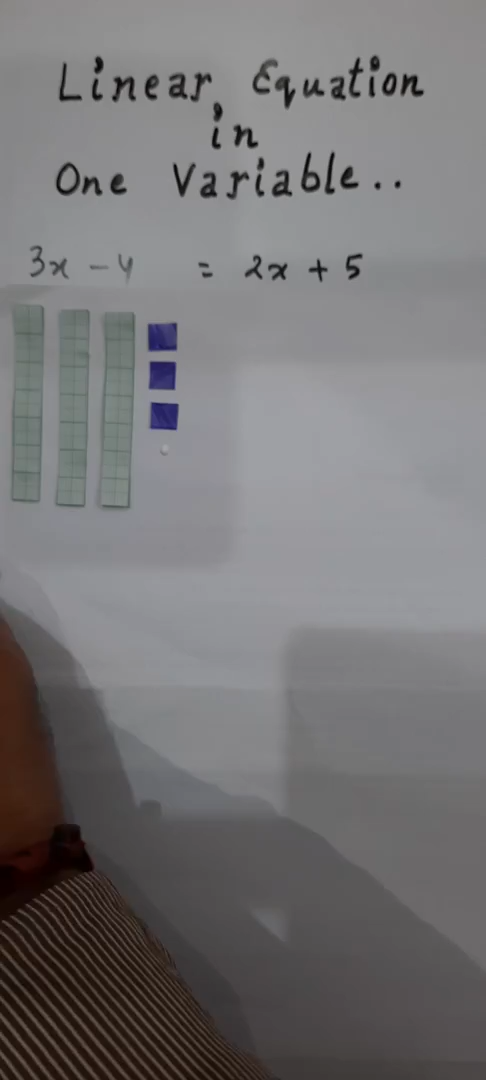 Linear Equation
in
One Variable..
3x - 4 = 2x + 5